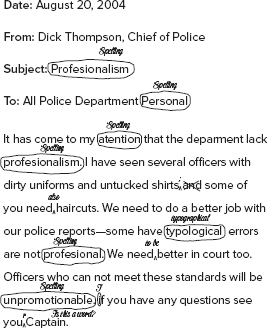 Date: August 20, 2004
From: Dick Thompson, Chief of Police
Spelling
Subject: Profesionalism
Spelling
To: All Police Department Personal
Spelling
It has come to my atention that the deparment lack
Spelling
profesionalism. I have seen several officers with
dirty uniforms and untucked shirts, and some of
also
you need haircuts. We need to do a better job with
typographical
our police reports—some have typological errors
Spelling to be
are not profesional. We need better in court too.
Officers who can not meet these standards will be
Spelling I
unpromotionable. if you have any questions see
r Is this a word?
you Captain.